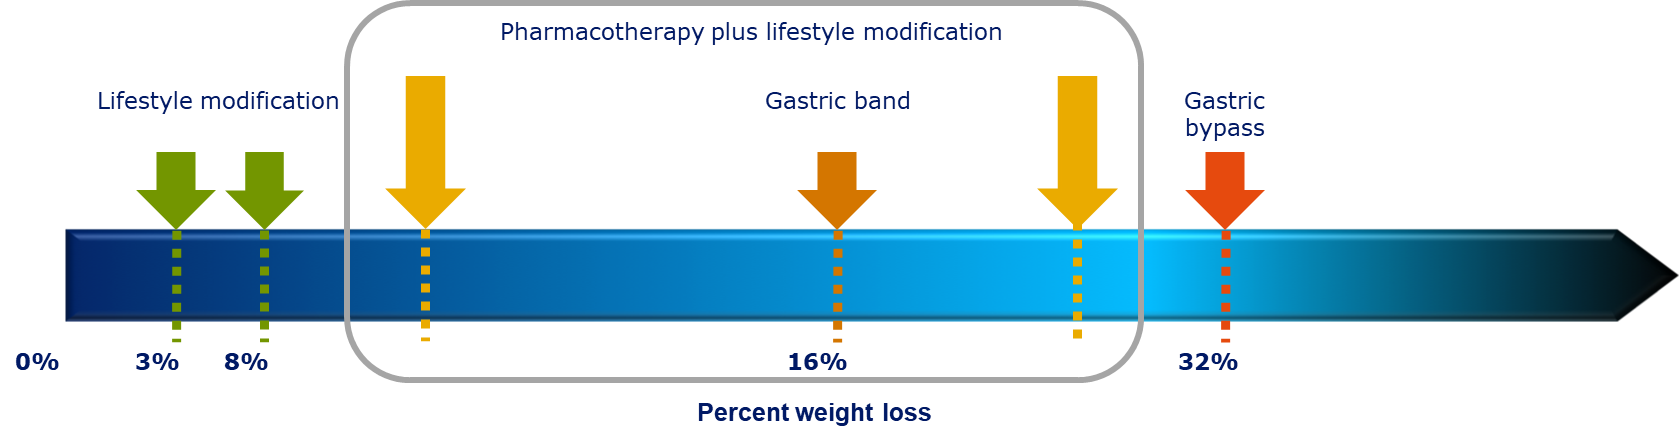 Pharmacotherapy plus lifestyle modification
Lifestyle modification
Gastric band
Gastric
bypass
0%
3%
8%
16%
32%
Percent weight loss